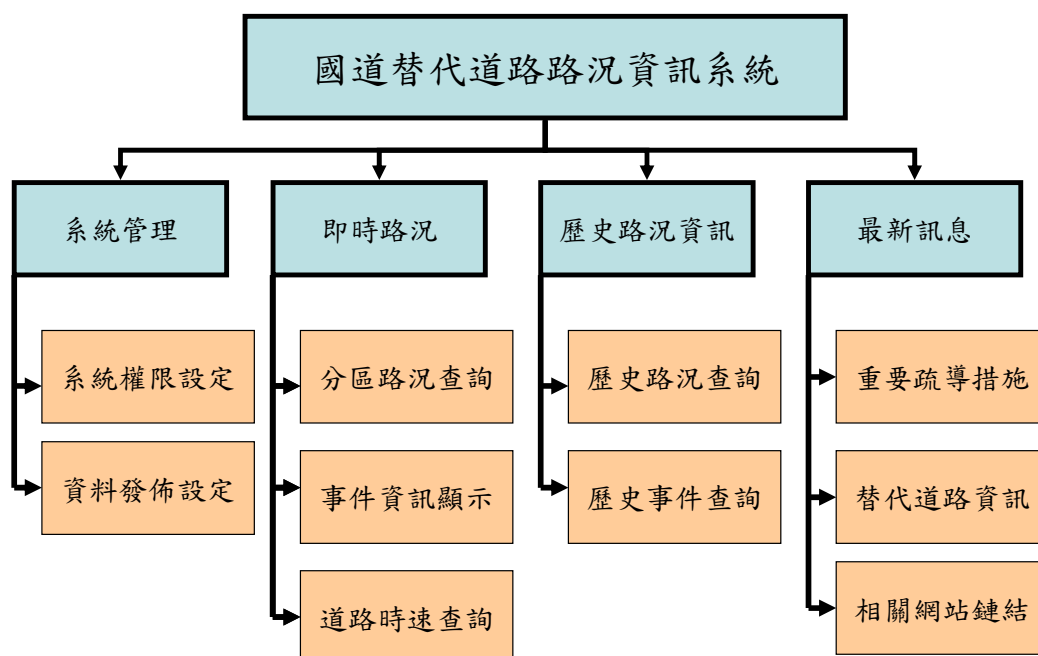 國道替代道路路況資訊系統
系統管理
即時路況
歷史路況資訊
最新訊息
系統權限設定
分區路況查詢
歷史路況查詢
重要疏導措施
資料發佈設定
事件資訊顯示
歷史事件查詢
替代道路資訊
道路時速查詢
相關網站鏈結